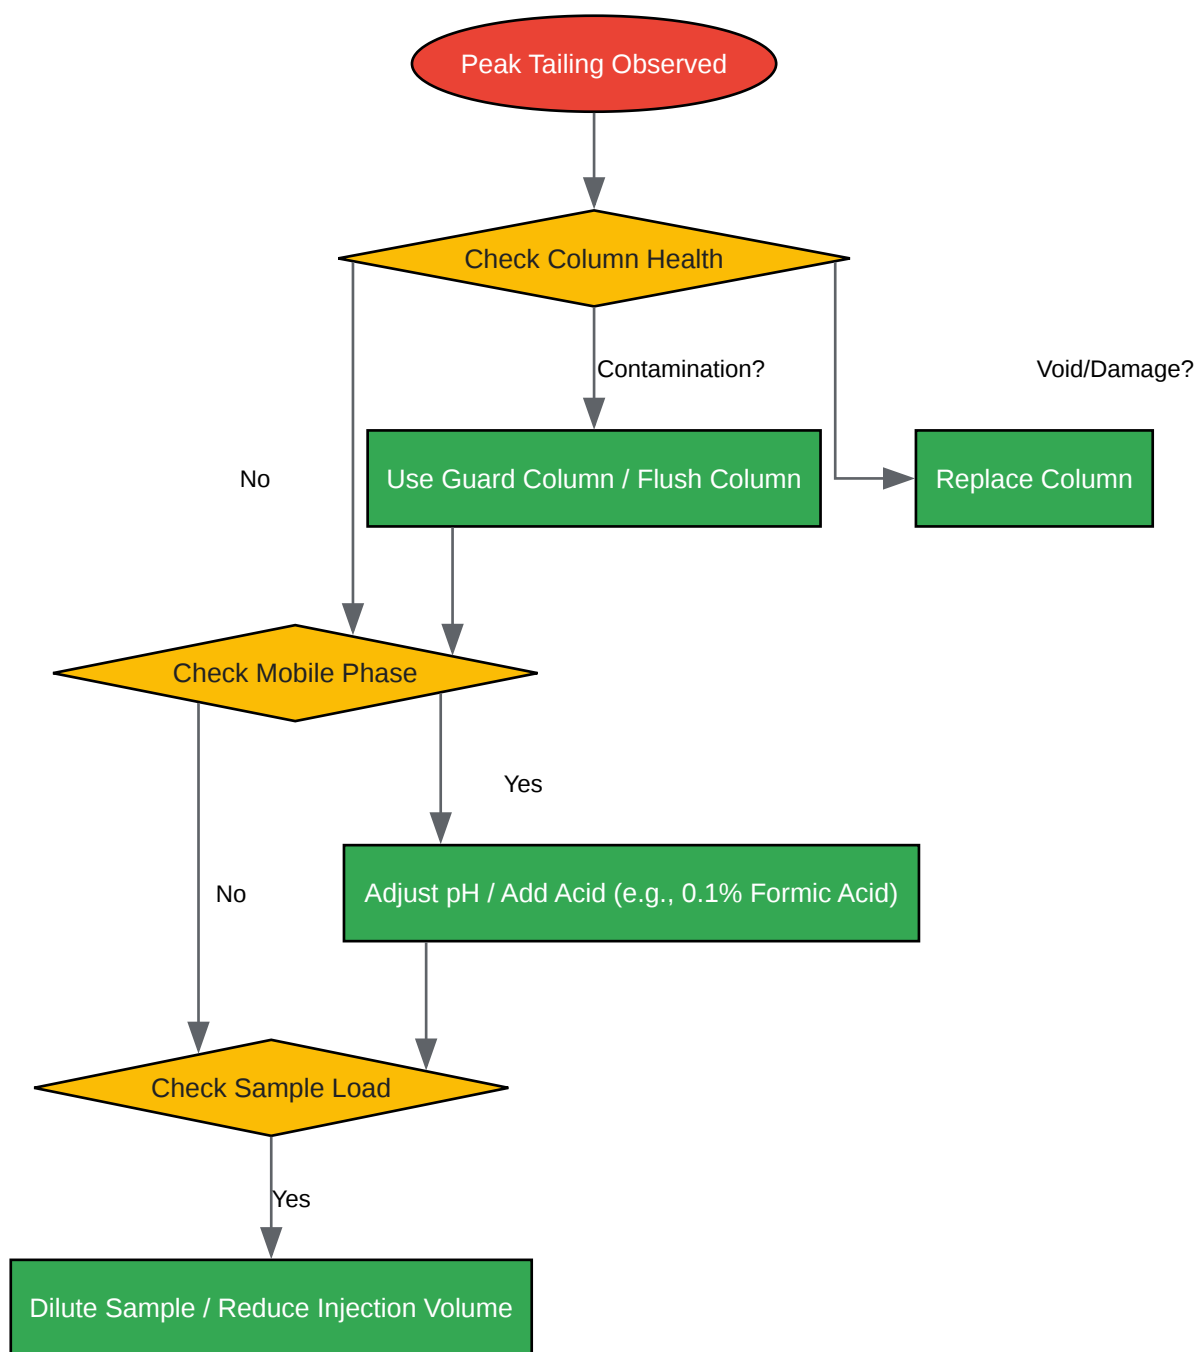 Peak Tailing Observed
Check Column Health
Contamination?
Void/Damage?
No
Use Guard Column / Flush Column
Replace Column
Check Mobile Phase
Yes
No
Adjust pH / Add Acid (e.g., 0.1% Formic Acid)
Check Sample Load
Yes
Dilute Sample / Reduce Injection Volume